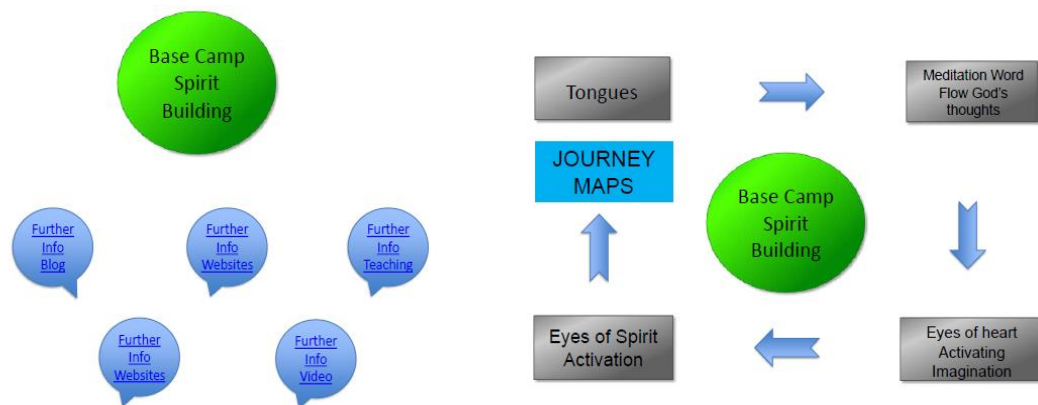 Base Camp
Spirit
Building
Further
Info
Blog
Further
Info
Websites
Further
Info
Teaching
Further
Info
Websites
Further
Info
Video
Tongues
Meditation Word
Flow God's
thoughts
JOURNEY
MAPS
Base Camp
Spirit
Building
Eyes of Spirit
Activation
Eyes of heart
Activating
Imagination